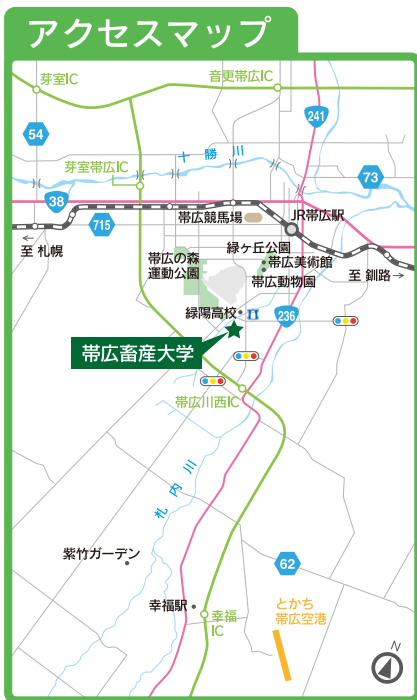 アクセスマップ
芽室IC
音更帯広IC
241
54
十勝川
芽室帯広IC
73
38
帯広競馬場
JR帯広駅
715
至 札幌
緑ヶ丘公園
帯広の森
運動公園
帯広美術館
帯広動物園
至 釧路
緑陽高校
236
帯広畜産大学
帯広川西IC
札内川
紫竹ガーデン
62
幸福駅
幸福
IC
とかち
帯広空港
N